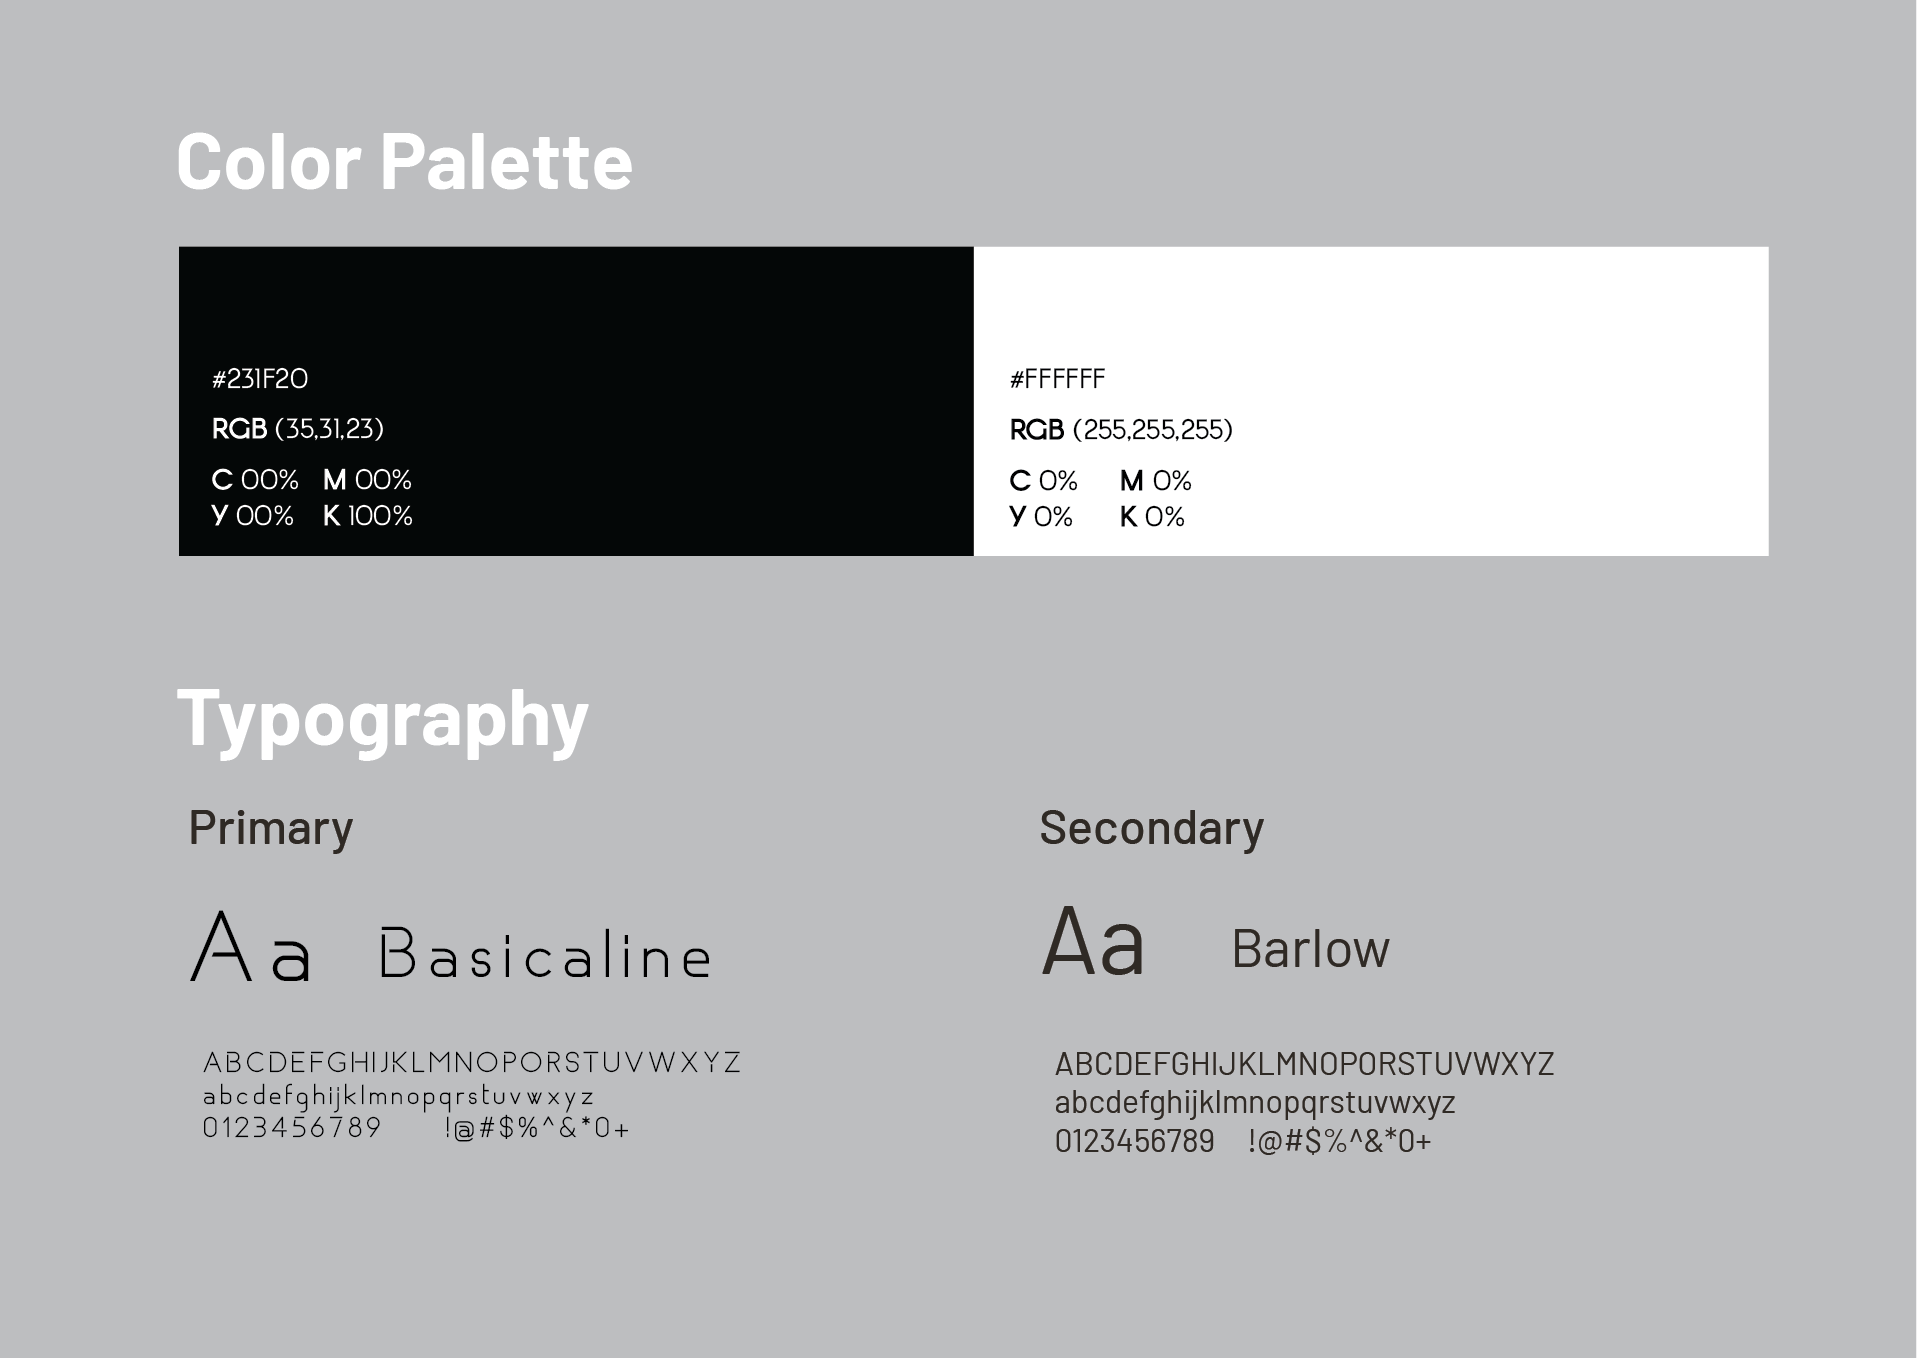 Color Palette
#231F20
RGB (35,31,23)
C 00% M 00%
Y 00% K 100%
#FFFFFF
RGB (255,255,255)
C 0% M 0%
Y 0% K 0%
Typography
Primary
Aa Basicaline
ABCDEFGHIJKLMNOPORSTUVWXYZ
abcdefghijklmnopqrstuvwxyz
0123456789 !@#$%^&*0+
Secondary
Aa Barlow
ABCDEFGHIJKLMNOPORSTUVWXYZ
abcdefghijklmnopqrstuvwxyz
0123456789 !@#$%^&*0+